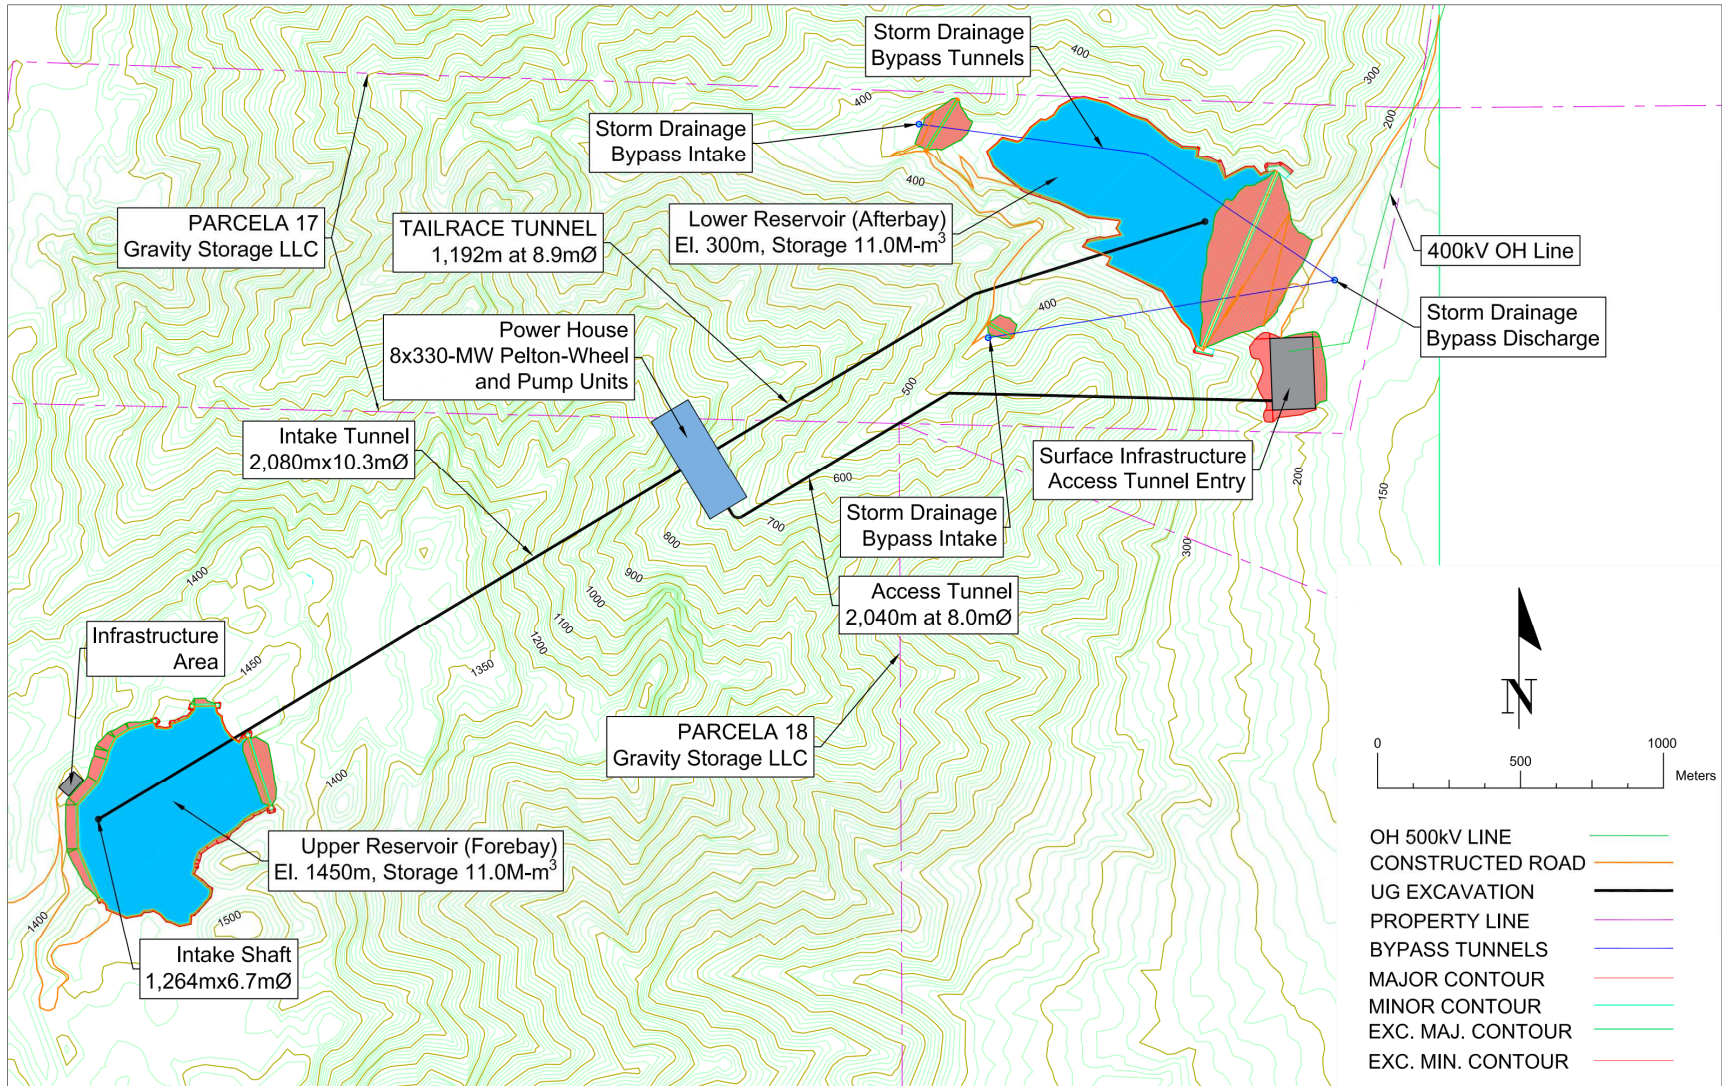 Storm Drainage
Bypass Tunnels
400
400
300
200
Storm Drainage
Bypass Intake
400
PARCELA 17
Gravity Storage LLC
TAILRACE TUNNEL
1,192m at 8.9mØ
Lower Reservoir (Afterbay)
El. 300m, Storage 11.0M-m³
400kV OH Line
400
Storm Drainage
Bypass Discharge
Power House
8x330-MW Pelton-Wheel
and Pump Units
500
Intake Tunnel
2,080mx10.3mØ
Surface Infrastructure
Access Tunnel Entry
600
200
150
700
Storm Drainage
Bypass Intake
800
300
900
1400
1000
Access Tunnel
2,040m at 8.0mØ
1100
1200
Infrastructure
Area
1450
1350
N
PARCELA 18
Gravity Storage LLC
0
1000
500
Meters
1400
Upper Reservoir (Forebay)
El. 1450m, Storage 11.0M-m³
1400
1500
Intake Shaft
1,264mx6.7mØ
OH 500kV LINE
CONSTRUCTED ROAD
UG EXCAVATION
PROPERTY LINE
BYPASS TUNNELS
MAJOR CONTOUR
MINOR CONTOUR
EXC. MAJ. CONTOUR
EXC. MIN. CONTOUR